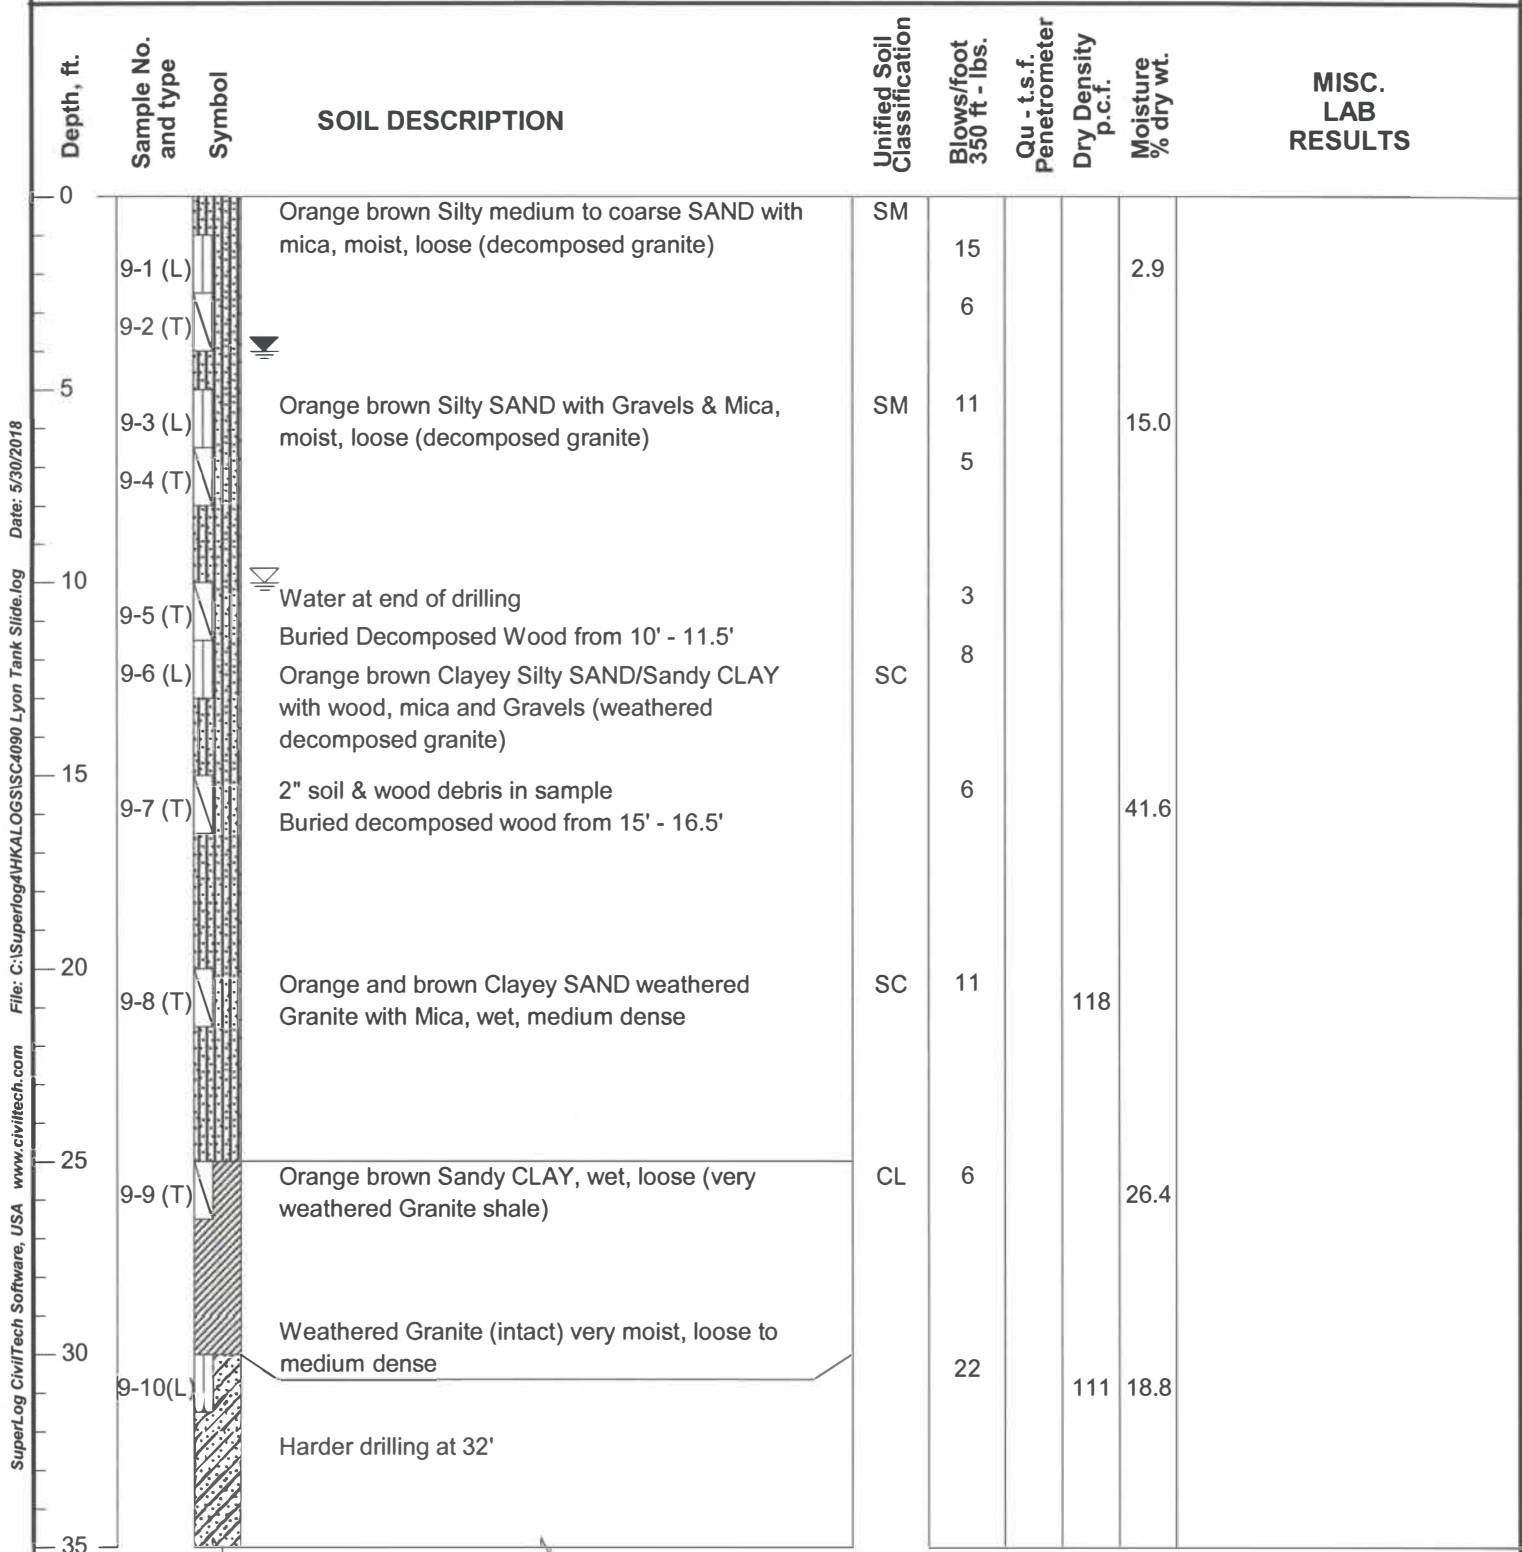 Depth, ft.
Sample No.
and type
Symbol
SOIL DESCRIPTION
Unified Soil
Classification
Blows/foot
350 ft - lbs.
Qu - t.s.f.
Penetrometer
Dry Density
p.c.f.
Moisture
% dry wt.
MISC.
LAB
RESULTS
0
Orange brown Silty medium to coarse SAND with
SM
mica, moist, loose (decomposed granite)
15
9-1 (L)
2.9
6
9-2 (T)
5
Orange brown Silty SAND with Gravels & Mica,
SM
11
9-3 (L)
15.0
moist, loose (decomposed granite)
5
9-4 (T)
10
Water at end of drilling
3
9-5 (T)
Buried Decomposed Wood from 10' - 11.5'
8
9-6 (L)
Orange brown Clayey Silty SAND/Sandy CLAY
SC
with wood, mica and Gravels (weathered
decomposed granite)
15
2" soil & wood debris in sample
6
9-7 (T)
41.6
Buried decomposed wood from 15' - 16.5'
20
Orange and brown Clayey SAND weathered
SC
11
9-8 (T)
118
Granite with Mica, wet, medium dense
25
Orange brown Sandy CLAY, wet, loose (very
CL
6
9-9 (T)
26.4
weathered Granite shale)
Weathered Granite (intact) very moist, loose to
30
medium dense
22
9-10(L)
111
18.8
Harder drilling at 32'
35
SuperLog CivilTech Software, USA www.civiltech.com File: C:\Superlog4\HKALOGS\SC4090 Lyon Tank Slide.log Date: 5/30/2018